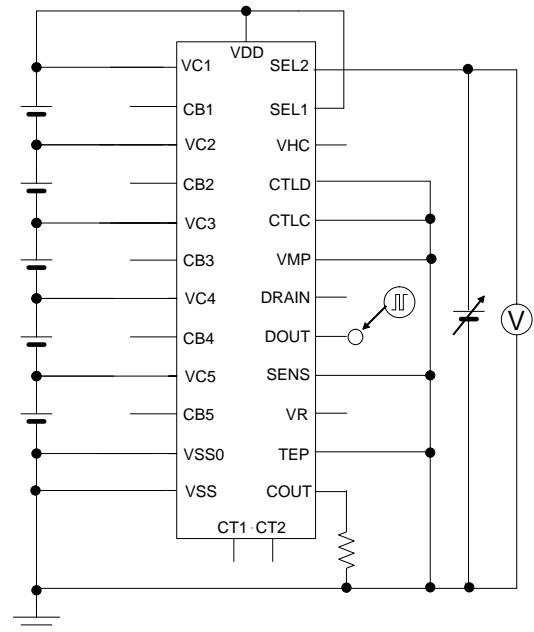 VDD
VC1 SEL2
CB1 SEL1
VC2 VHC
CB2 CTLD
VC3 CTLC
CB3 VMP
VC4 DRAIN
CB4 DOUT
VC5 SENS
CB5 VR
VSS0 TEP
VSS COUT
CT1 CT2
V